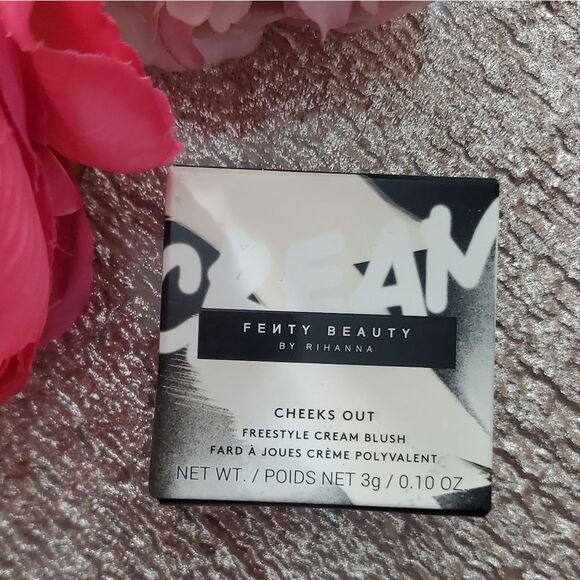 CREAM
FEИTY BEAUTY
BY RIHANNA
CHEEKS OUT
FREESTYLE CREAM BLUSH
FARD À JOUES CRÈME POLYVALENT
NET WT. / POIDS NET 3g / 0.10 OZ